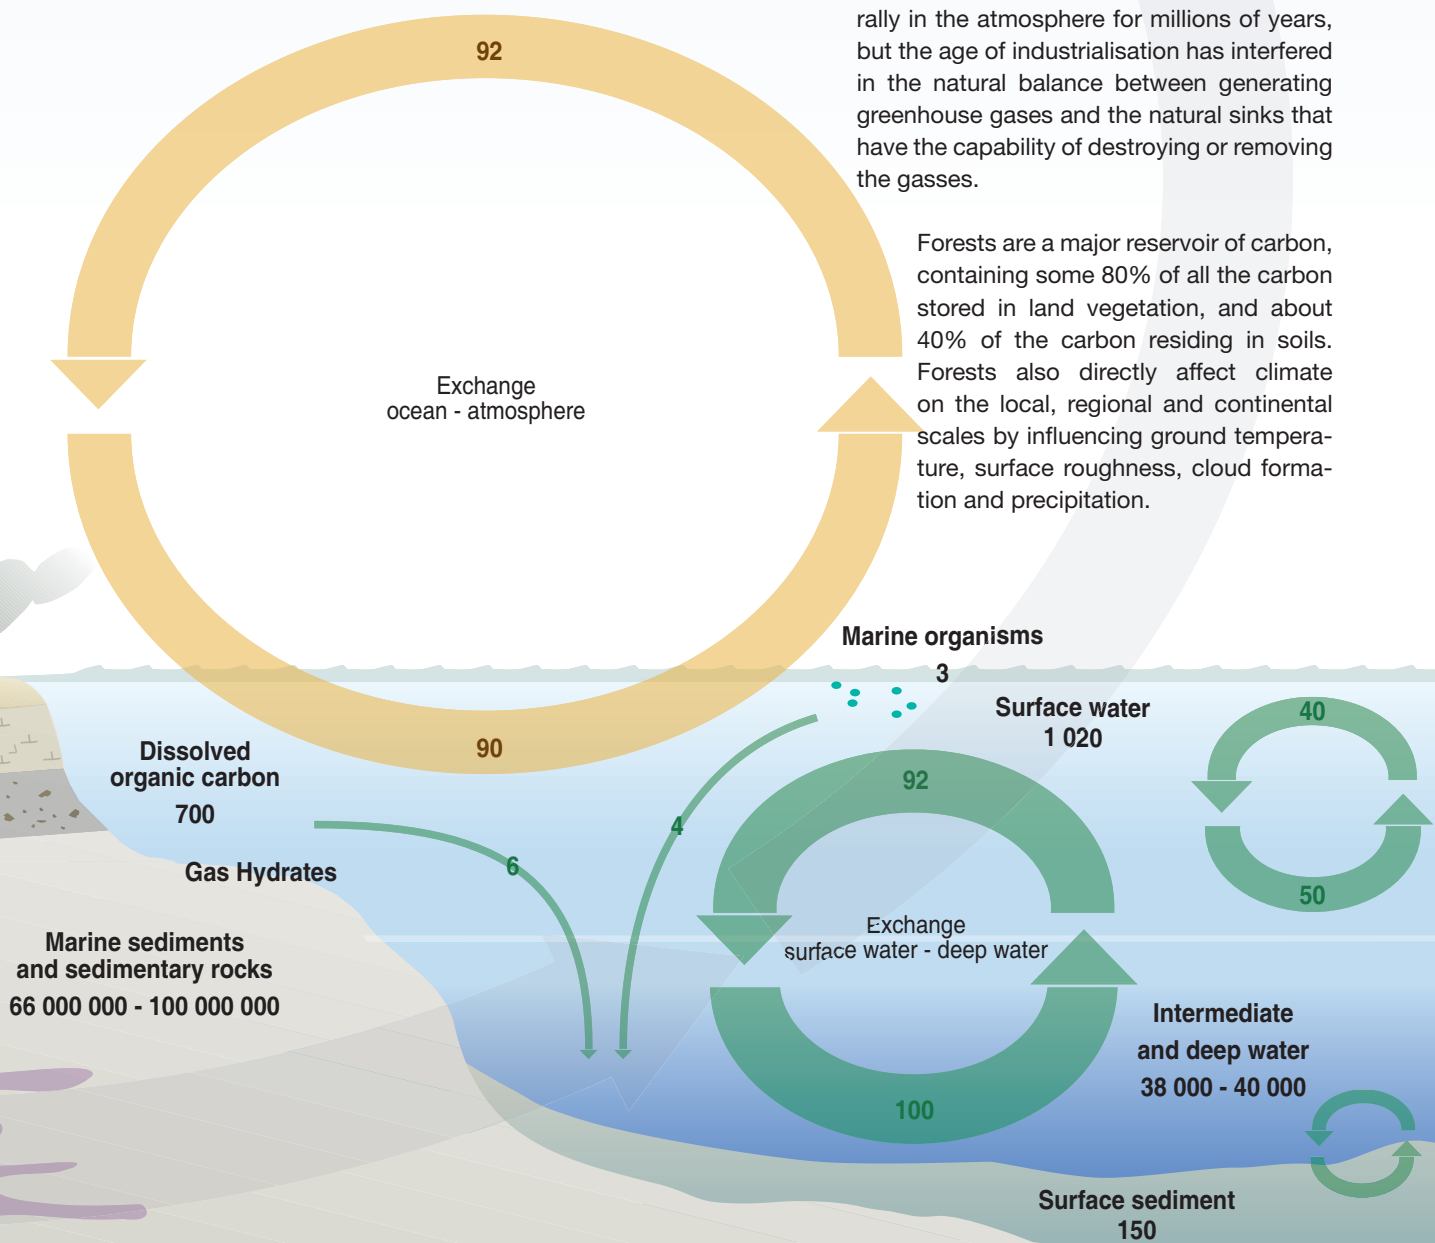 rally in the atmosphere for millions of years,
but the age of industrialisation has interfered
in the natural balance between generating
greenhouse gases and the natural sinks that
have the capability of destroying or removing
the gasses.
Forests are a major reservoir of carbon,
containing some 80% of all the carbon
stored in land vegetation, and about
40% of the carbon residing in soils.
Forests also directly affect climate
on the local, regional and continental
scales by influencing ground tempera-
ture, surface roughness, cloud forma-
tion and precipitation.
92
Exchange
ocean - atmosphere
90
Marine organisms
3
Surface water
1 020
40
50
Dissolved
organic carbon
700
6
4
Gas Hydrates
92
Exchange
surface water - deep water
100
Marine sediments
and sedimentary rocks
66 000 000 - 100 000 000
Intermediate
and deep water
38 000 - 40 000
Surface sediment
150